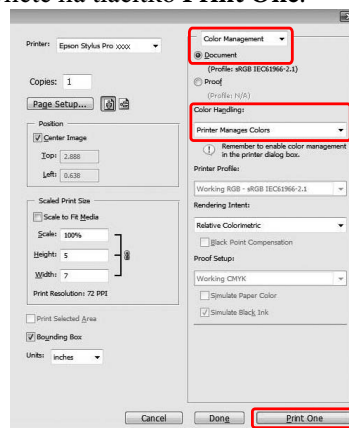 Print One.
Printer: Epson Stylus Pro xxxx
Copies: 1
Page Setup...
Position
Center Image
Top: 2.888
Left: 0.638
Scaled Print Size
Scale to Fit Media
Scale: 100%
Height: 5
Width: 7
Print Resolution: 72 PPI
Print Selected Area
Bounding Box
Units: inches
Color Management
Document
(Profile: sRGB IEC61966-2.1)
Proof
(Profile: N/A)
Color Handling:
Printer Manages Colors
Remember to enable color management
in the printer dialog box.
Printer Profile:
Working RGB - sRGB IEC61966-2.1
Rendering Intent:
Relative Colorimetric
Black Point Compensation
Proof Setup:
Working CMYK
Simulate Paper Color
Simulate Black Ink
Cancel
Done
Print One